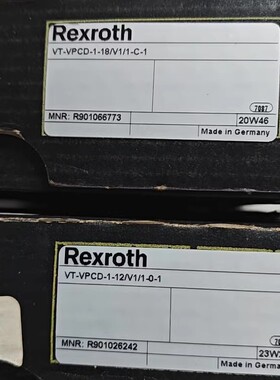 Rexroth
VT-VPCD-1-18/V1/1-C-1
7087
MNR: R901066773
20W46
Made in Germany
Rexroth
VT-VPCD-1-12/V1/1-0-1
MNR: R901026242
Made in Germany